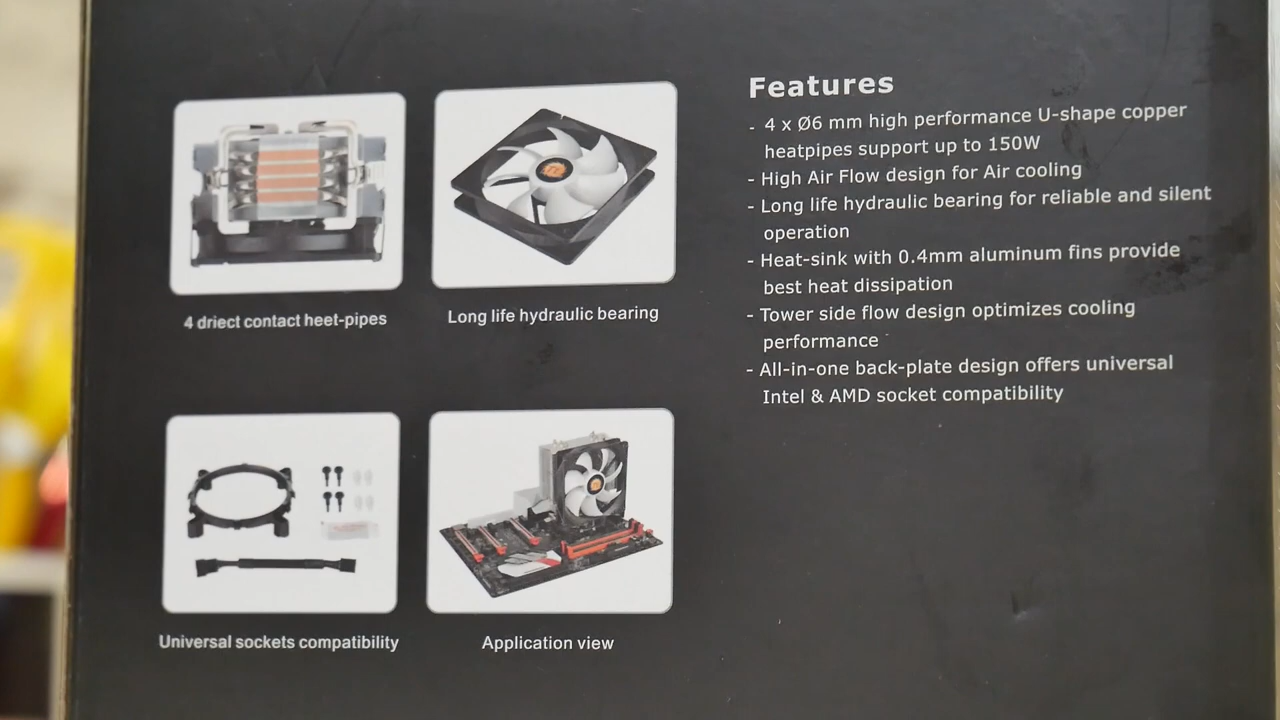 4 driect contact heet-pipes
Long life hydraulic bearing
Universal sockets compatibility
Application view
Features
- 4 x Ø6 mm high performance U-shape copper
heatpipes support up to 150W
- High Air Flow design for Air cooling
- Long life hydraulic bearing for reliable and silent
operation
- Heat-sink with 0.4mm aluminum fins provide
best heat dissipation
- Tower side flow design optimizes cooling
performance
- All-in-one back-plate design offers universal
Intel & AMD socket compatibility